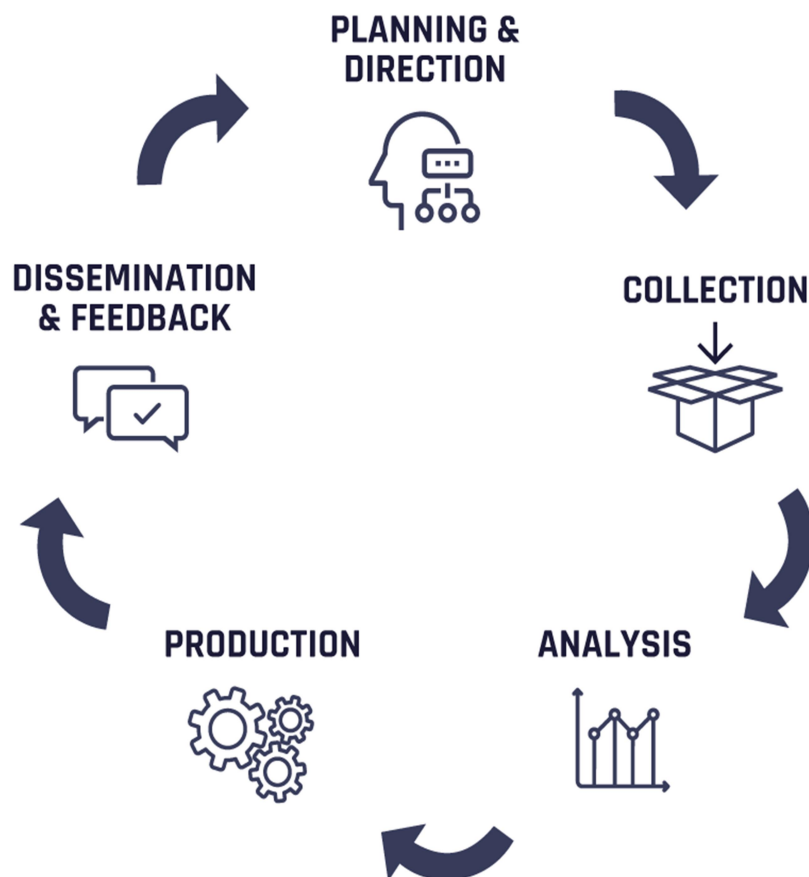 PLANNING &
DIRECTION
COLLECTION
ANALYSIS
PRODUCTION
DISSEMINATION
& FEEDBACK